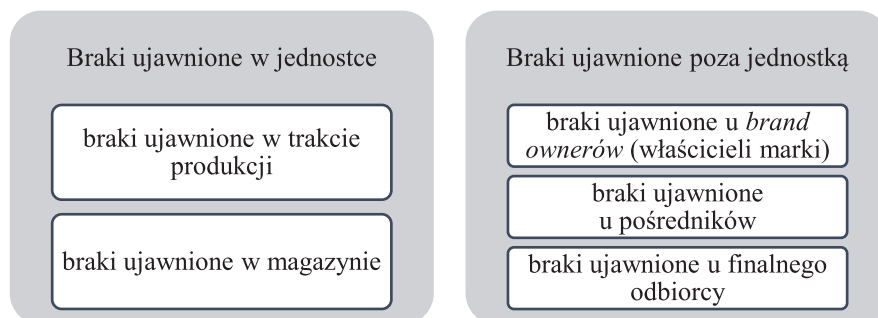 Braki ujawnione w jednostce
braki ujawnione w trakcie
produkcji
braki ujawnione w magazynie
Braki ujawnione poza jednostką
braki ujawnione u brand
ownerów (właścicieli marki)
braki ujawnione
u pośredników
braki ujawnione u finalnego
odbiorcy